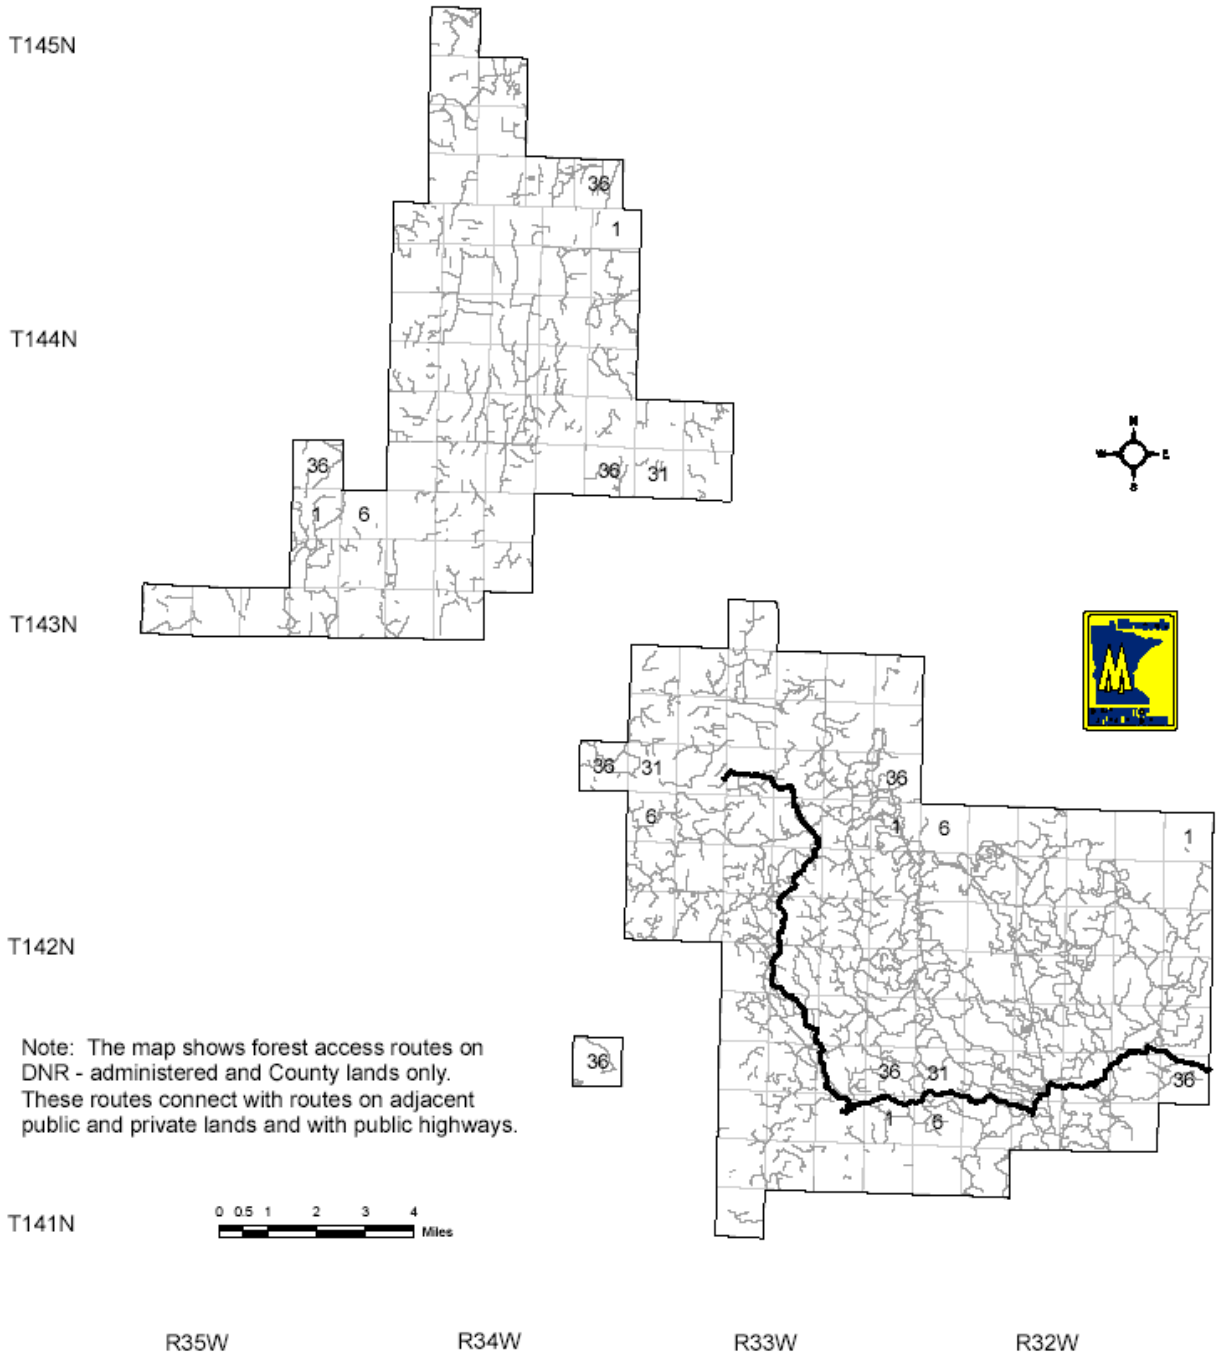 T145N
36
1
T144N
N
W E
S
36
36 31
1 6
T143N
36 31
36
6
1 6
1
T142N
Note: The map shows forest access routes on
DNR - administered and County lands only.
These routes connect with routes on adjacent
public and private lands and with public highways.
36
36 31
36
1 6
T141N
0 0.5 1 2 3 4
Miles
R35W R34W R33W R32W